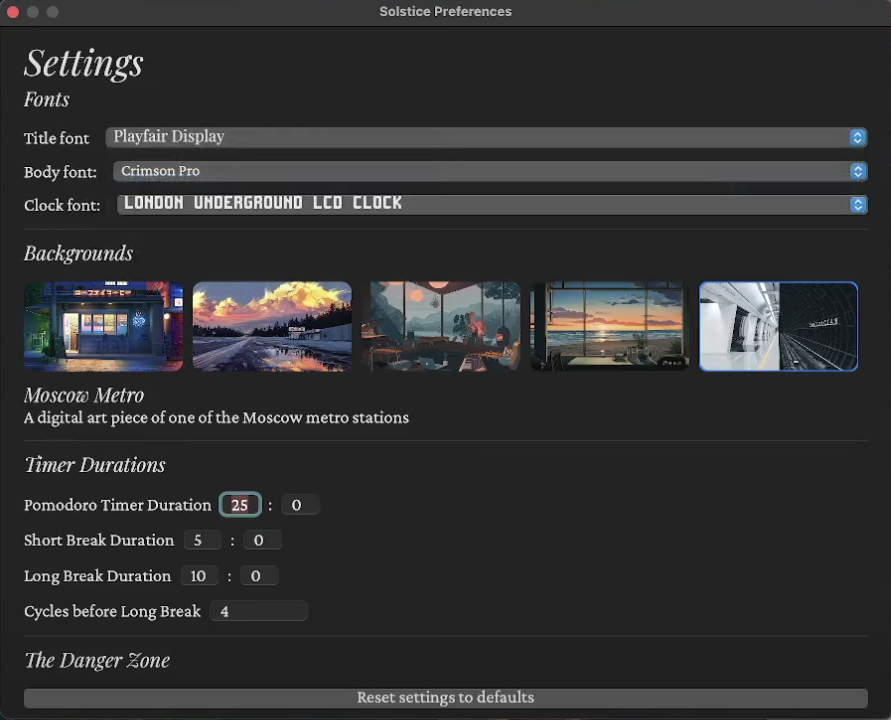 Solstice Preferences
Settings
Fonts
Title font Playfair Display
Body font: Crimson Pro
Clock font: LONDON UNDERGROUND LCD CLOCK
Backgrounds
Moscow Metro
A digital art piece of one of the Moscow metro stations
Timer Durations
Pomodoro Timer Duration 25 : 0
Short Break Duration 5 : 0
Long Break Duration 10 : 0
Cycles before Long Break 4
The Danger Zone
Reset settings to defaults